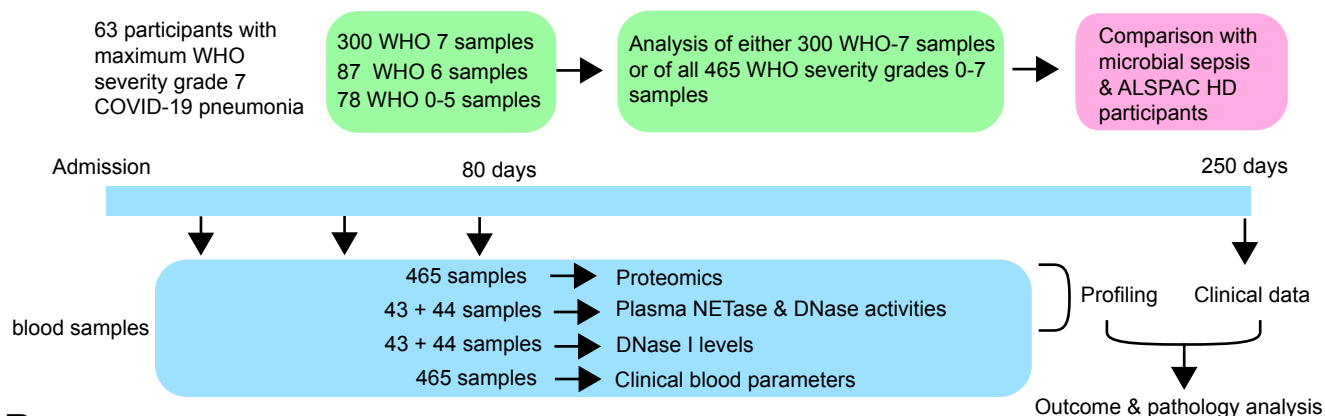 63 participants with
maximum WHO
severity grade 7
COVID-19 pneumonia
300 WHO 7 samples
87 WHO 6 samples
78 WHO 0-5 samples
Analysis of either 300 WHO-7 samples
or of all 465 WHO severity grades 0-7
samples
Comparison with
microbial sepsis
& ALSPAC HD
participants
Admission
80 days
250 days
blood samples
465 samples Proteomics
43 + 44 samples Plasma NETase & DNase activities
43 + 44 samples DNase I levels
465 samples Clinical blood parameters
Profiling
Clinical data
Outcome & pathology analysis